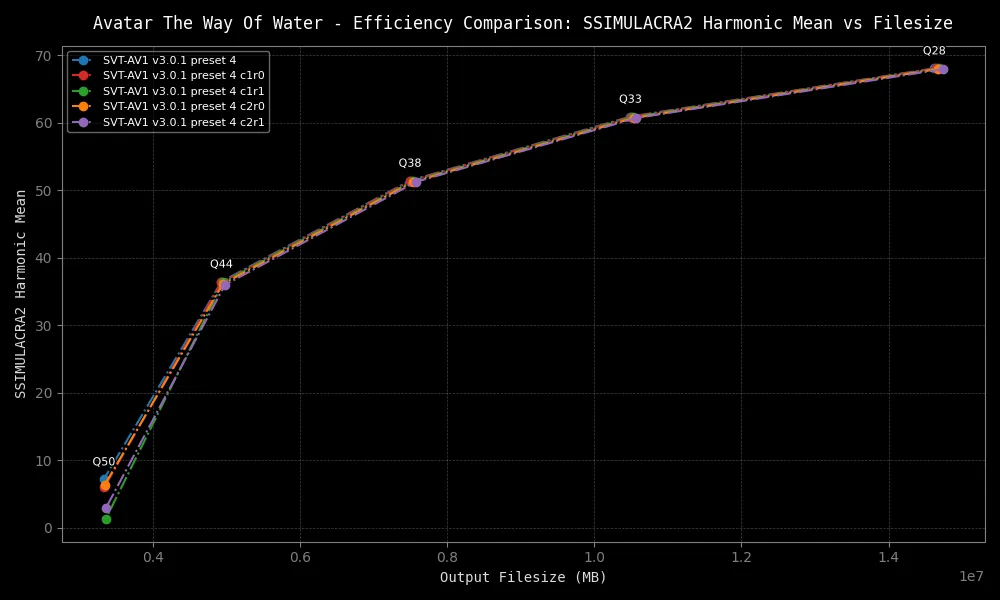 Avatar The Way Of Water - Efficiency Comparison: SSIMULACRA2 Harmonic Mean vs Filesize
SVT-AV1 v3.0.1 preset 4
SVT-AV1 v3.0.1 preset 4 c1r0
SVT-AV1 v3.0.1 preset 4 c1r1
SVT-AV1 v3.0.1 preset 4 c2r0
SVT-AV1 v3.0.1 preset 4 c2r1
Q28
Q33
Q38
Q44
Q50
SSIMULACRA2 Harmonic Mean
70
60
50
40
30
20
10
0
0.4 0.6 0.8 1.0 1.2 1.4
1e7
Output Filesize (MB)